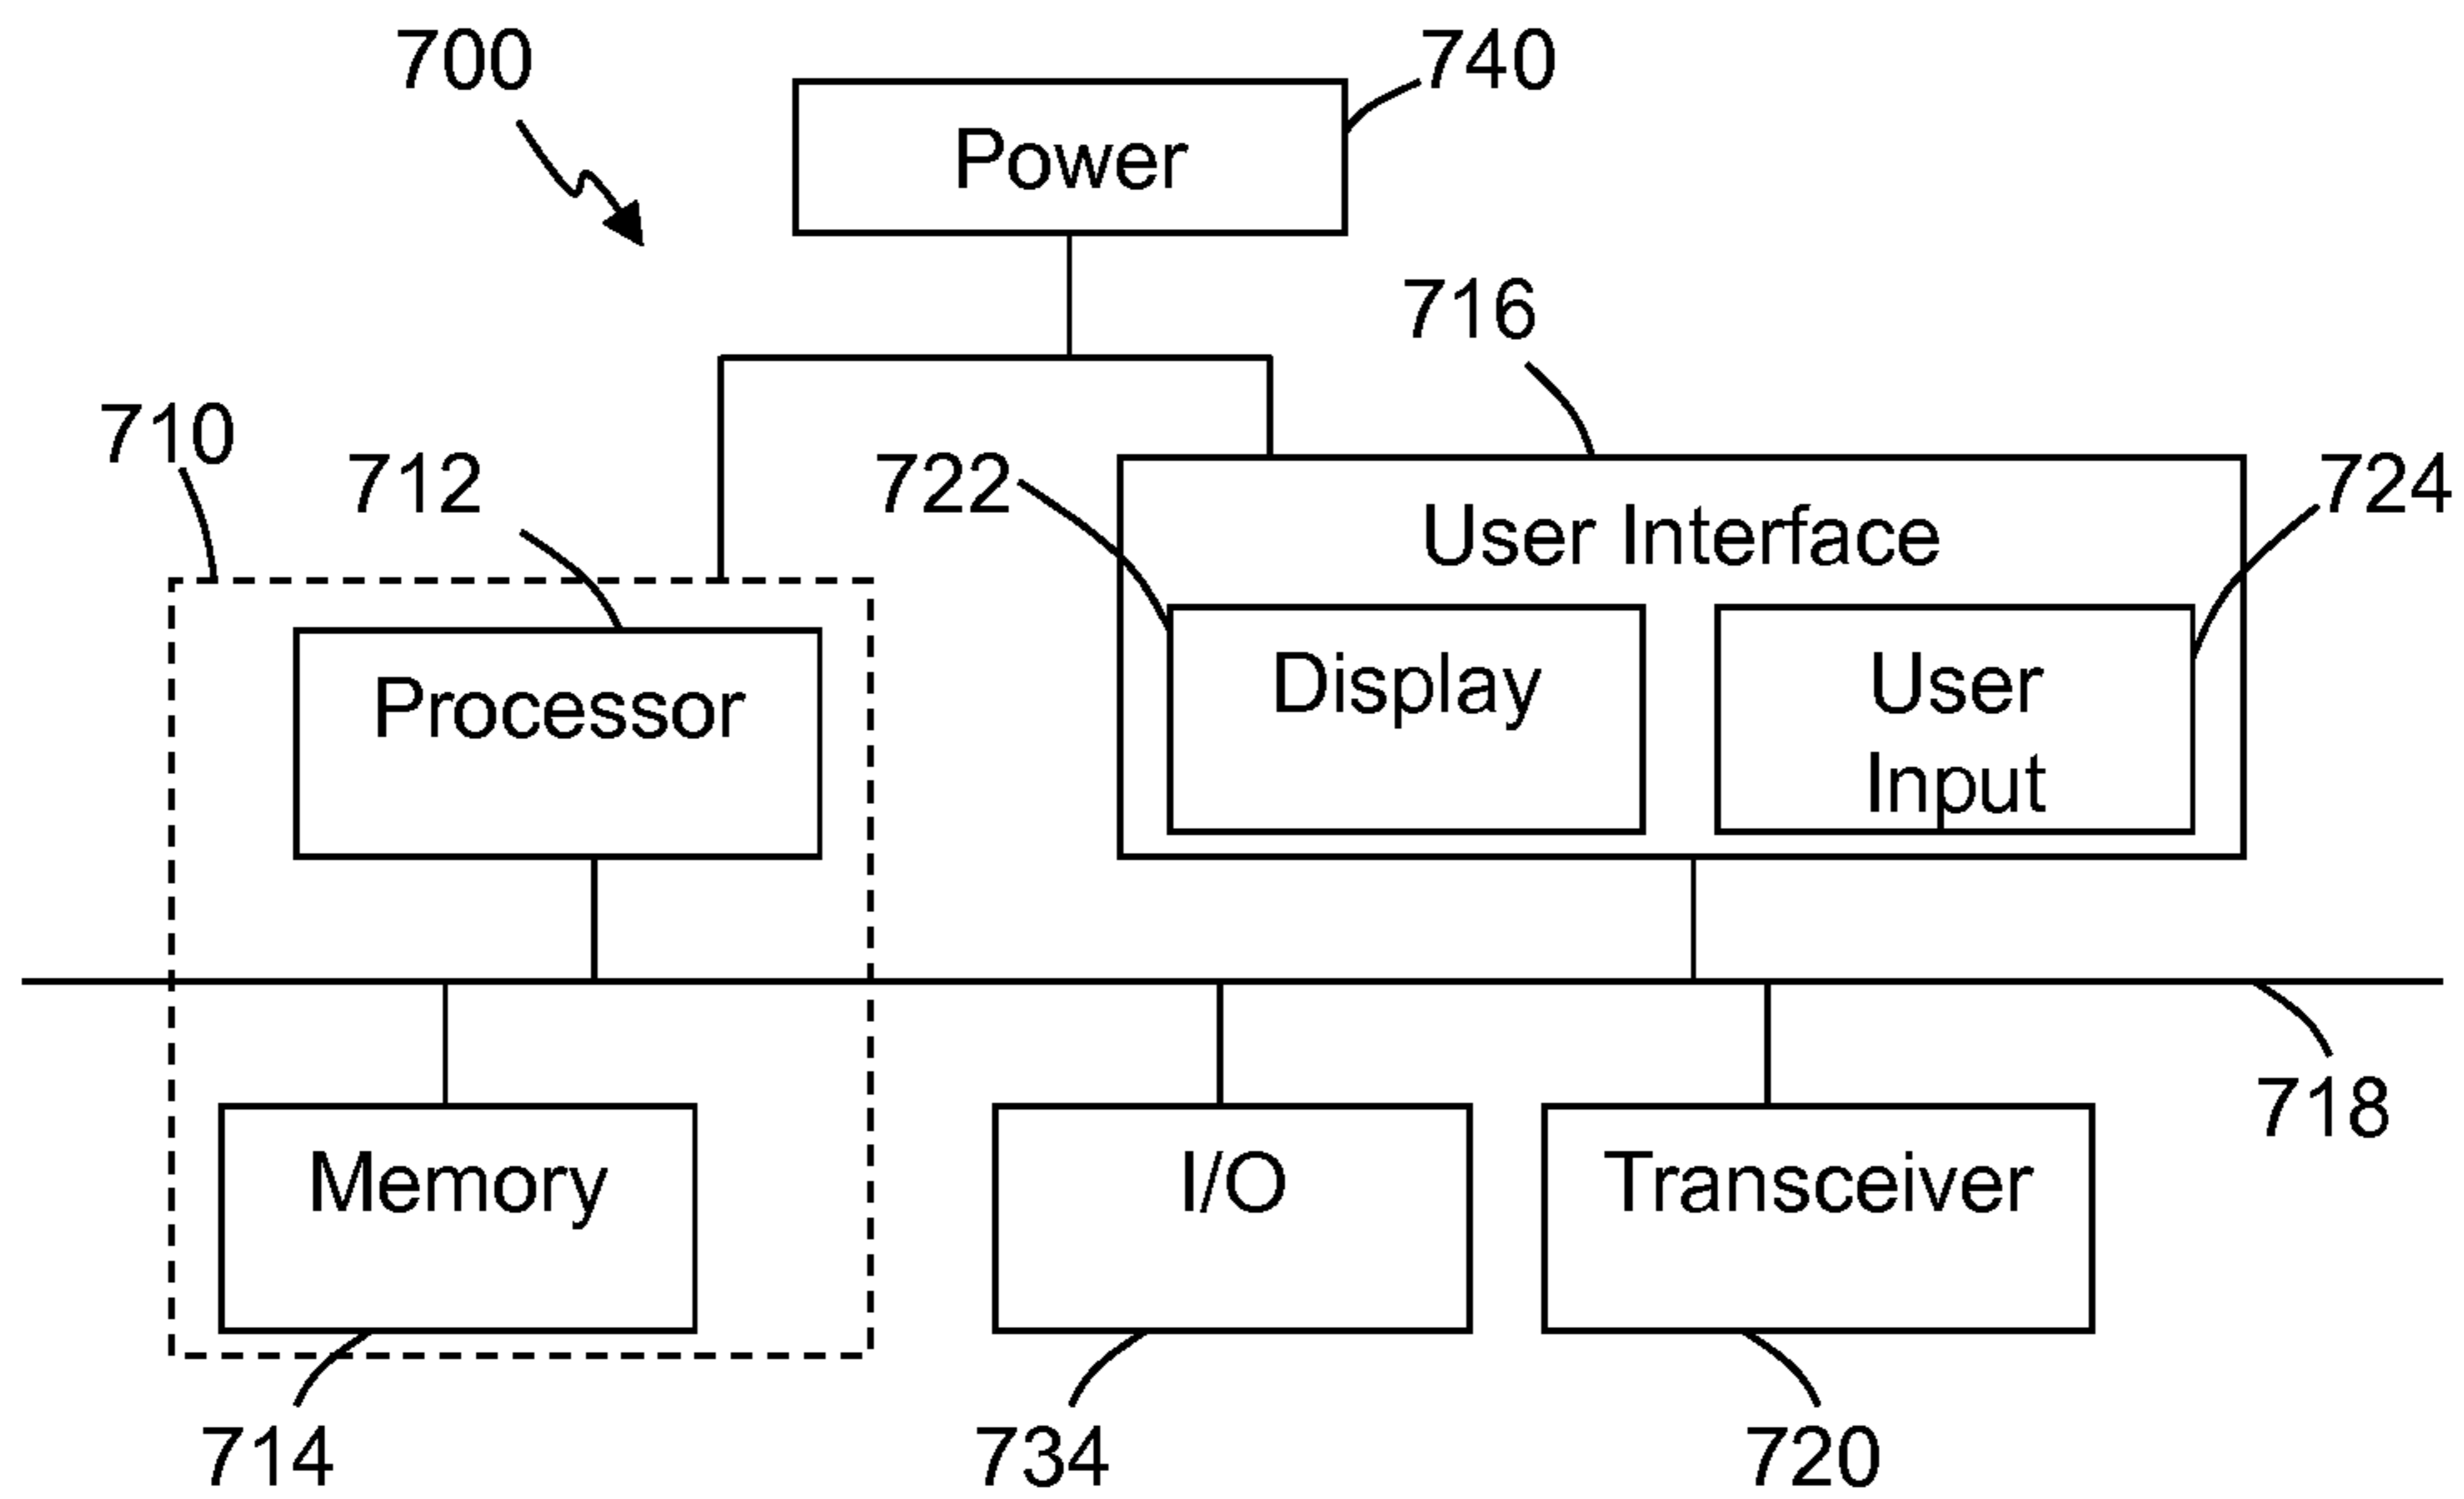 700
740
Power
716
710
712
722
724
User Interface
Processor
Display
User
Input
718
Memory
I/O
Transceiver
714
734
720